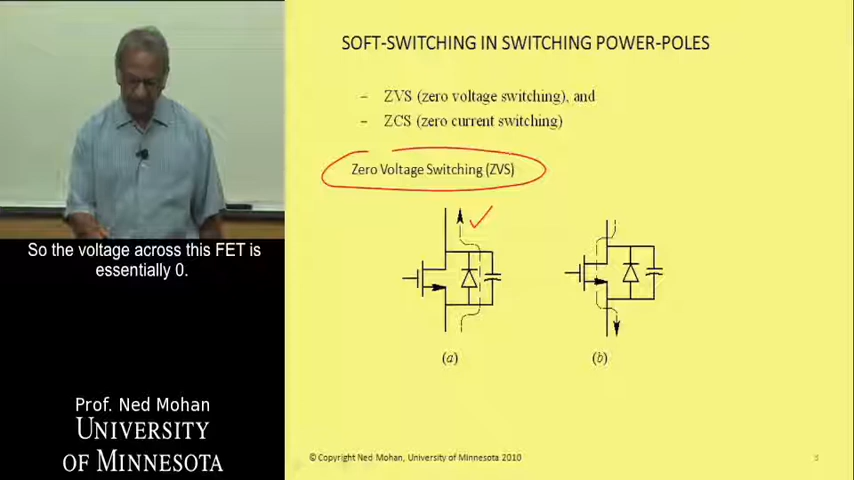 SOFT-SWITCHING IN SWITCHING POWER-POLES
– ZVS (zero voltage switching), and
– ZCS (zero current switching)
Zero Voltage Switching (ZVS)
So the voltage across this FET is
essentially 0.
(a)
(b)
Prof. Ned Mohan
UNIVERSITY
OF MINNESOTA
© Copyright Ned Mohan, University of Minnesota 2010
3